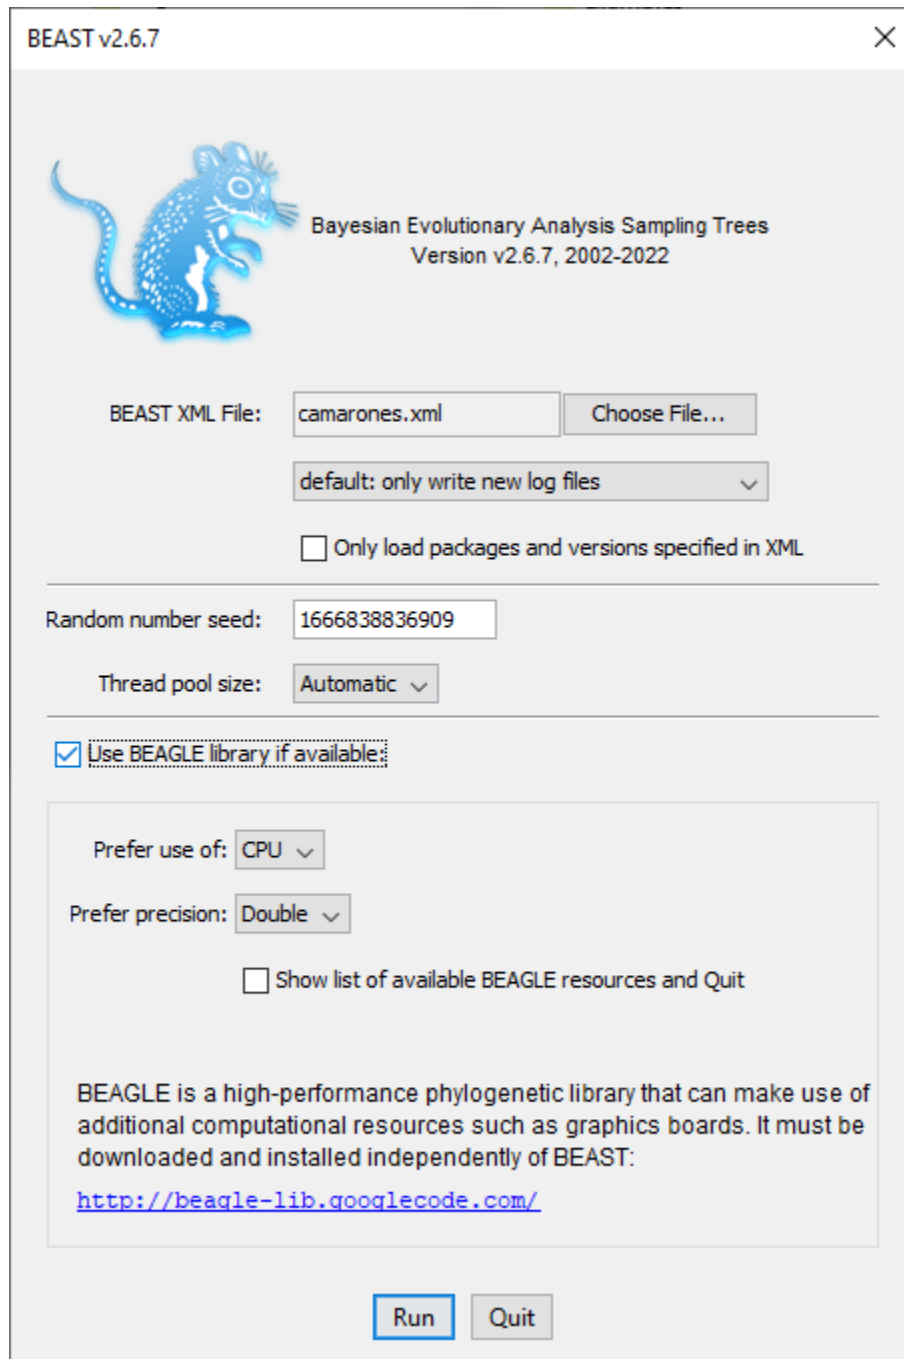 BEAST v2.6.7
Bayesian Evolutionary Analysis Sampling Trees
Version v2.6.7, 2002-2022
BEAST XML File: camarones.xml Choose File...
default: only write new log files
Only load packages and versions specified in XML
Random number seed: 1666838836909
Thread pool size: Automatic
Use BEAGLE library if available:
Prefer use of: CPU
Prefer precision: Double
Show list of available BEAGLE resources and Quit
BEAGLE is a high-performance phylogenetic library that can make use of
additional computational resources such as graphics boards. It must be
downloaded and installed independently of BEAST:
http://beagle-lib.googlecode.com/
Run Quit